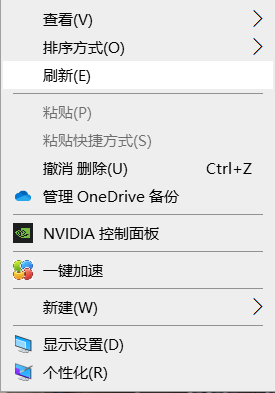 查看(V)
排序方式(O)
刷新(E)
粘贴(P)
粘贴快捷方式(S)
撤消 删除(U) Ctrl+Z
管理 OneDrive 备份
NVIDIA 控制面板
一键加速
新建(W)
显示设置(D)
个性化(R)